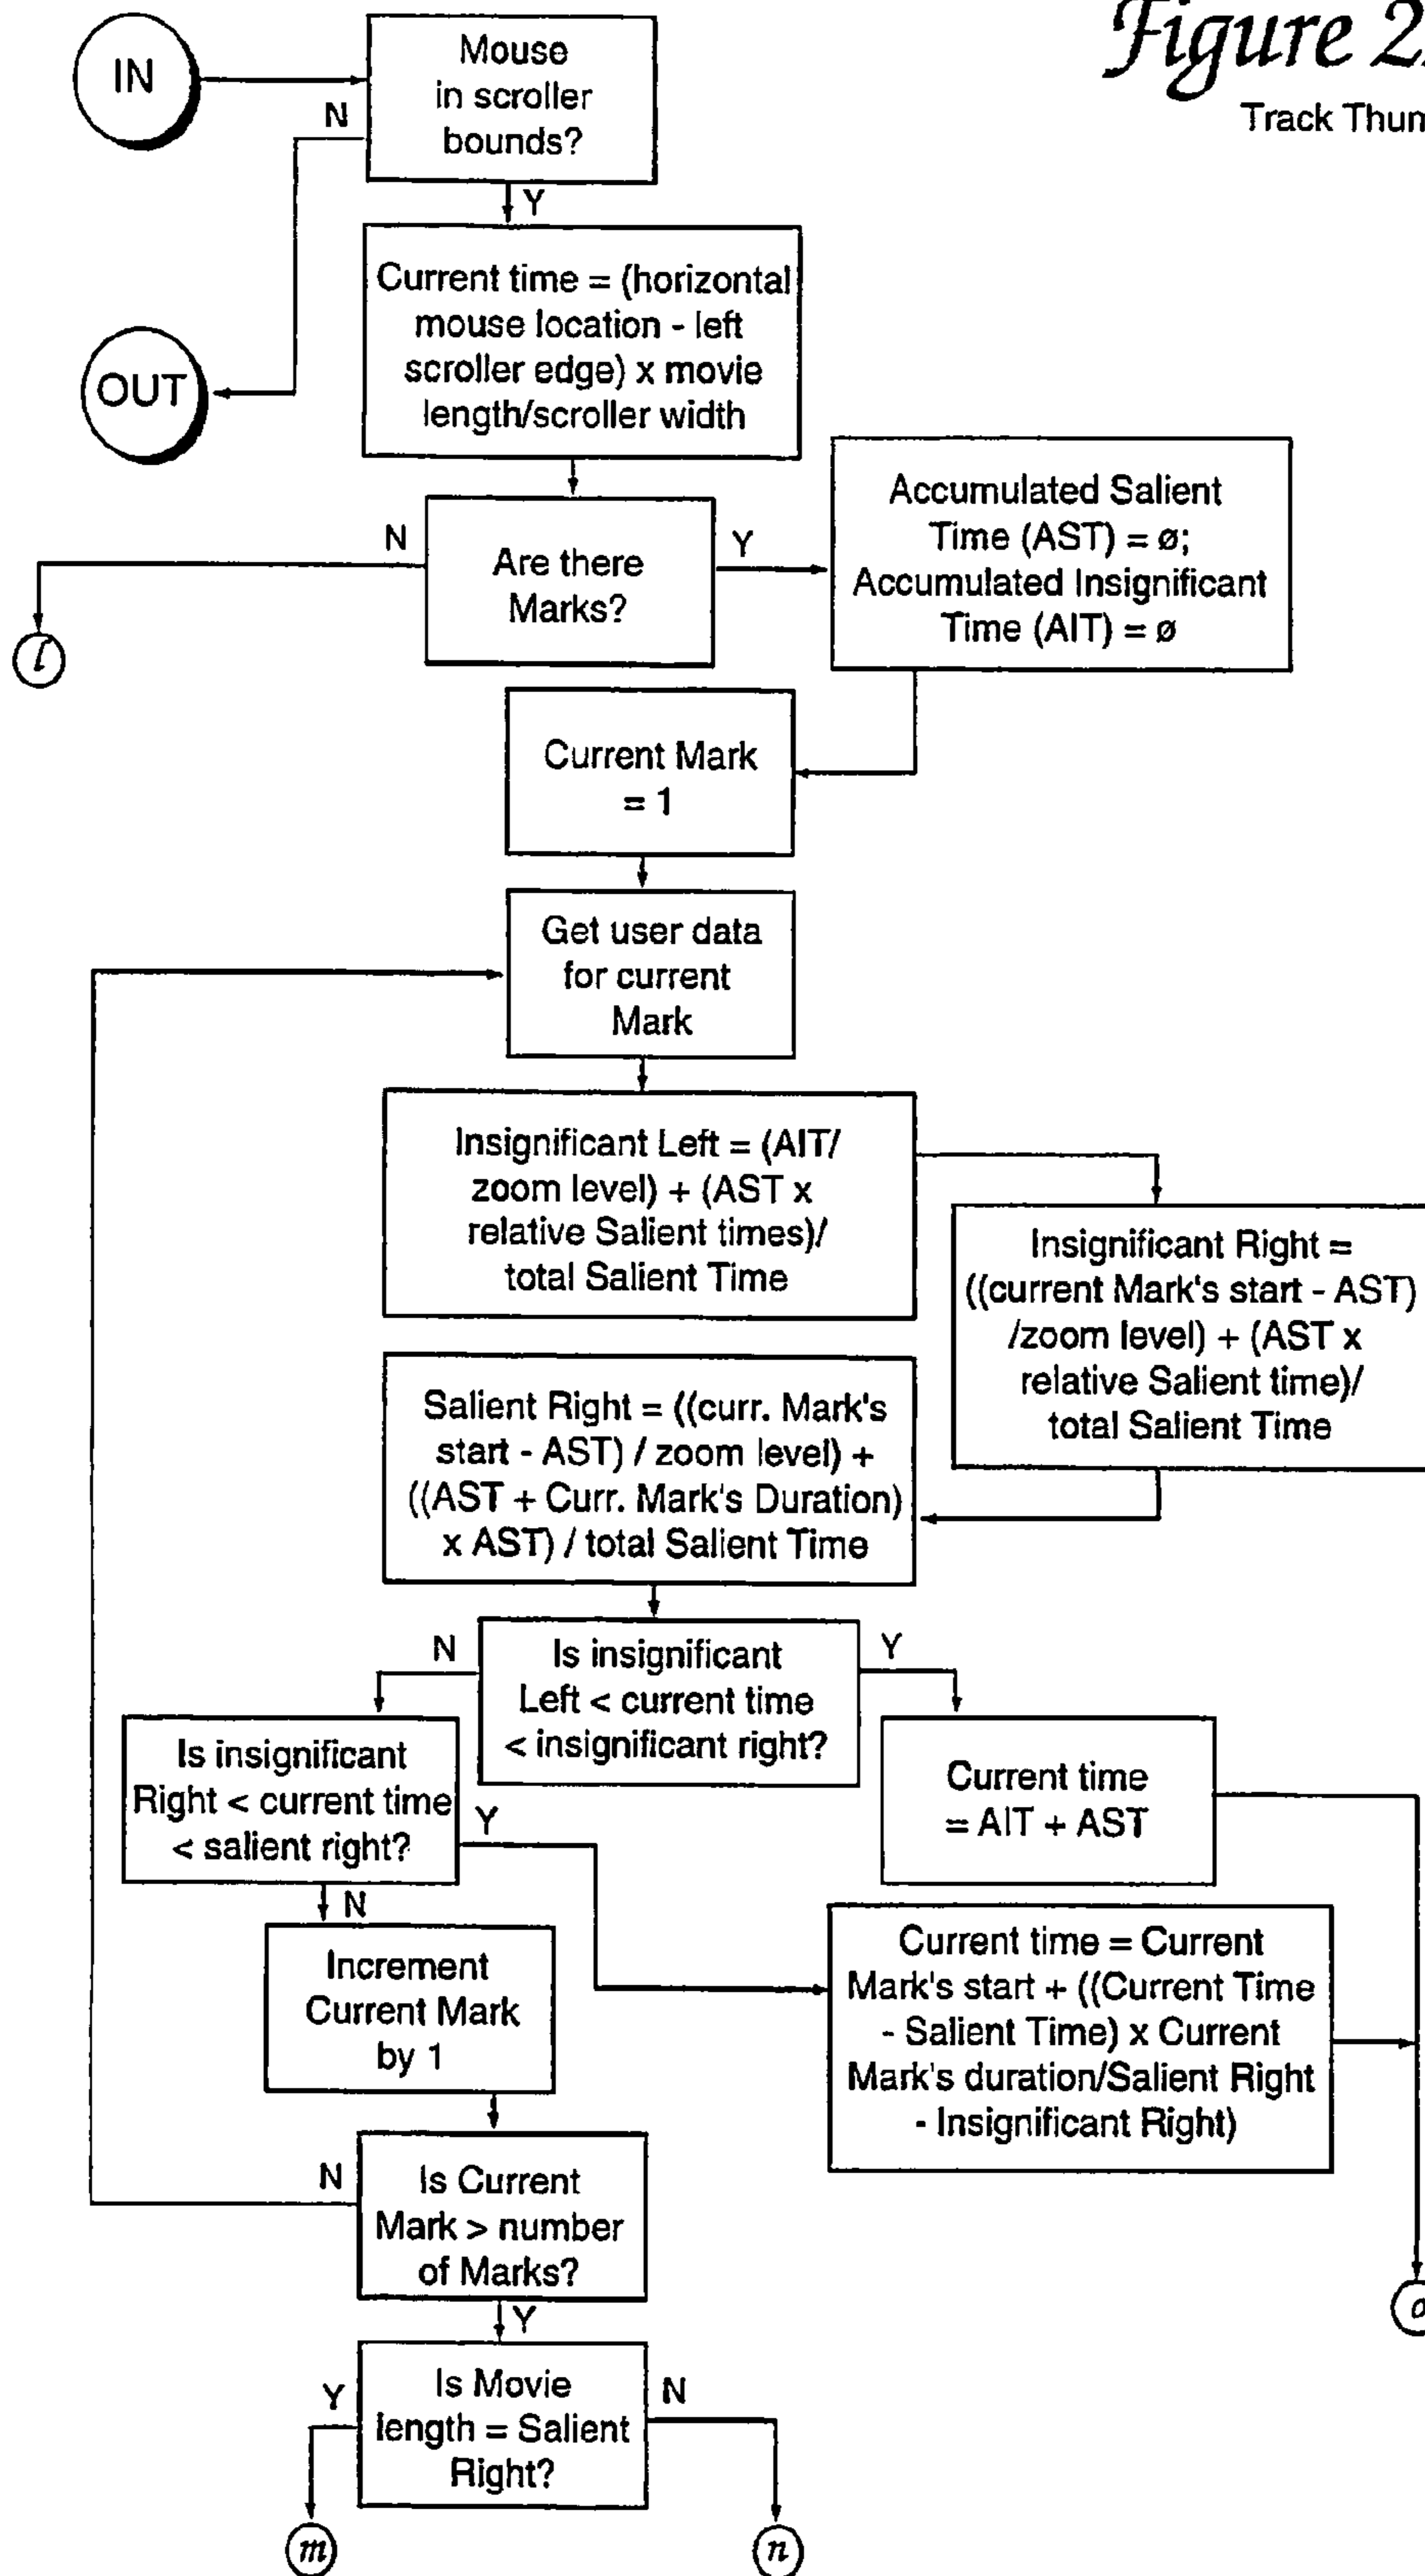 Figure 2
Track Thum
IN
Mouse
in scroller
bounds?
N
Y
OUT
Current time = (horizontal
mouse location - left
scroller edge) x movie
length/scroller width
N
Are there
Marks?
Y
Accumulated Salient
Time (AST) = ø;
Accumulated Insignificant
Time (AIT) = ø
l
Current Mark
= 1
Get user data
for current
Mark
Insignificant Left = (AIT/
zoom level) + (AST x
relative Salient times)/
total Salient Time
Insignificant Right =
((current Mark's start - AST)
/zoom level) + (AST x
relative Salient time)/
total Salient Time
Salient Right = ((curr. Mark's
start - AST) / zoom level) +
((AST + Curr. Mark's Duration)
x AST) / total Salient Time
N
Is insignificant
Left < current time
< insignificant right?
Y
Is insignificant
Right < current time
< salient right?
Y
N
Current time
= AIT + AST
Increment
Current Mark
by 1
Current time = Current
Mark's start + ((Current Time
- Salient Time) x Current
Mark's duration/Salient Right
- Insignificant Right)
N
Is Current
Mark > number
of Marks?
Y
Y
Is Movie
length = Salient
Right?
N
m
n